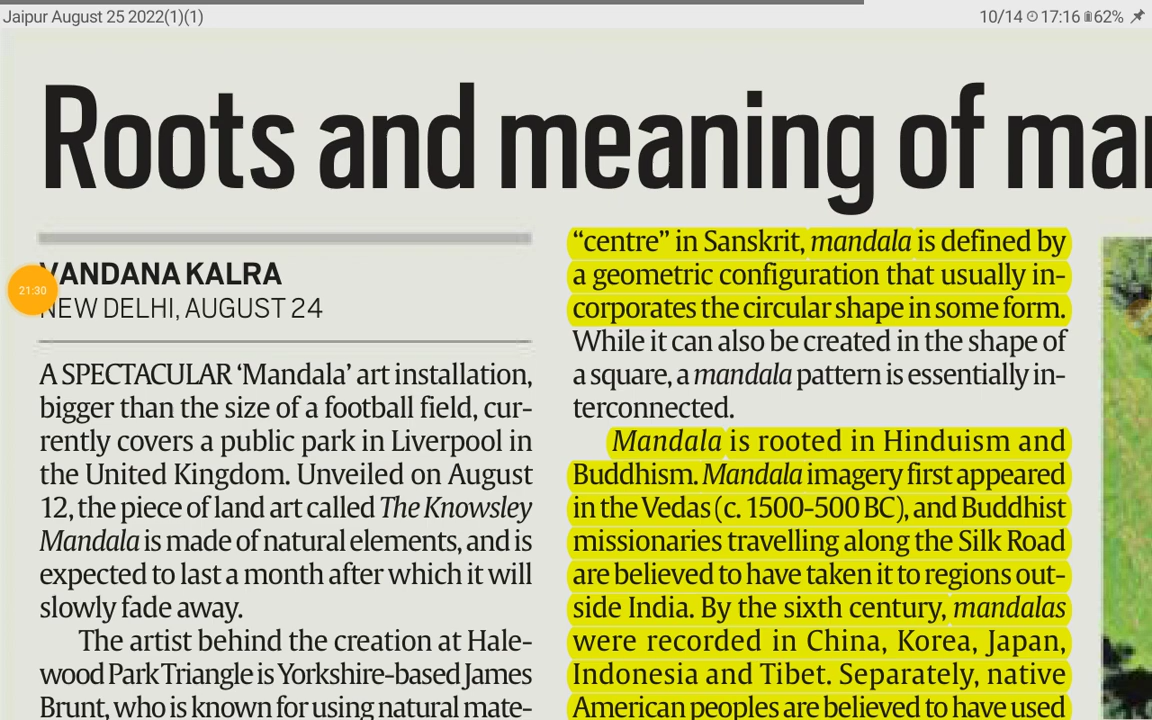 Jaipur August 25 2022(1)(1)
10/14 17:16 62%
Roots and meaning of
VANDANA KALRA
21:30
NEW DELHI, AUGUST 24
A SPECTACULAR ‘Mandala’ art installation,
bigger than the size of a football field, cur-
rently covers a public park in Liverpool in
the United Kingdom. Unveiled on August
12, the piece of land art called The Knowsley
Mandala is made of natural elements, and is
expected to last a month after which it will
slowly fade away.
The artist behind the creation at Hale-
wood Park Triangle is Yorkshire-based James
Brunt, who is known for using natural mate-
“centre” in Sanskrit, mandala is defined by
a geometric configuration that usually in-
corporates the circular shape in some form.
While it can also be created in the shape of
a square, a mandala pattern is essentially in-
terconnected.
Mandala is rooted in Hinduism and
Buddhism. Mandala imagery first appeared
in the Vedas (c. 1500-500 BC), and Buddhist
missionaries travelling along the Silk Road
are believed to have taken it to regions out-
side India. By the sixth century, mandalas
were recorded in China, Korea, Japan,
Indonesia and Tibet. Separately, native
American peoples are believed to have used